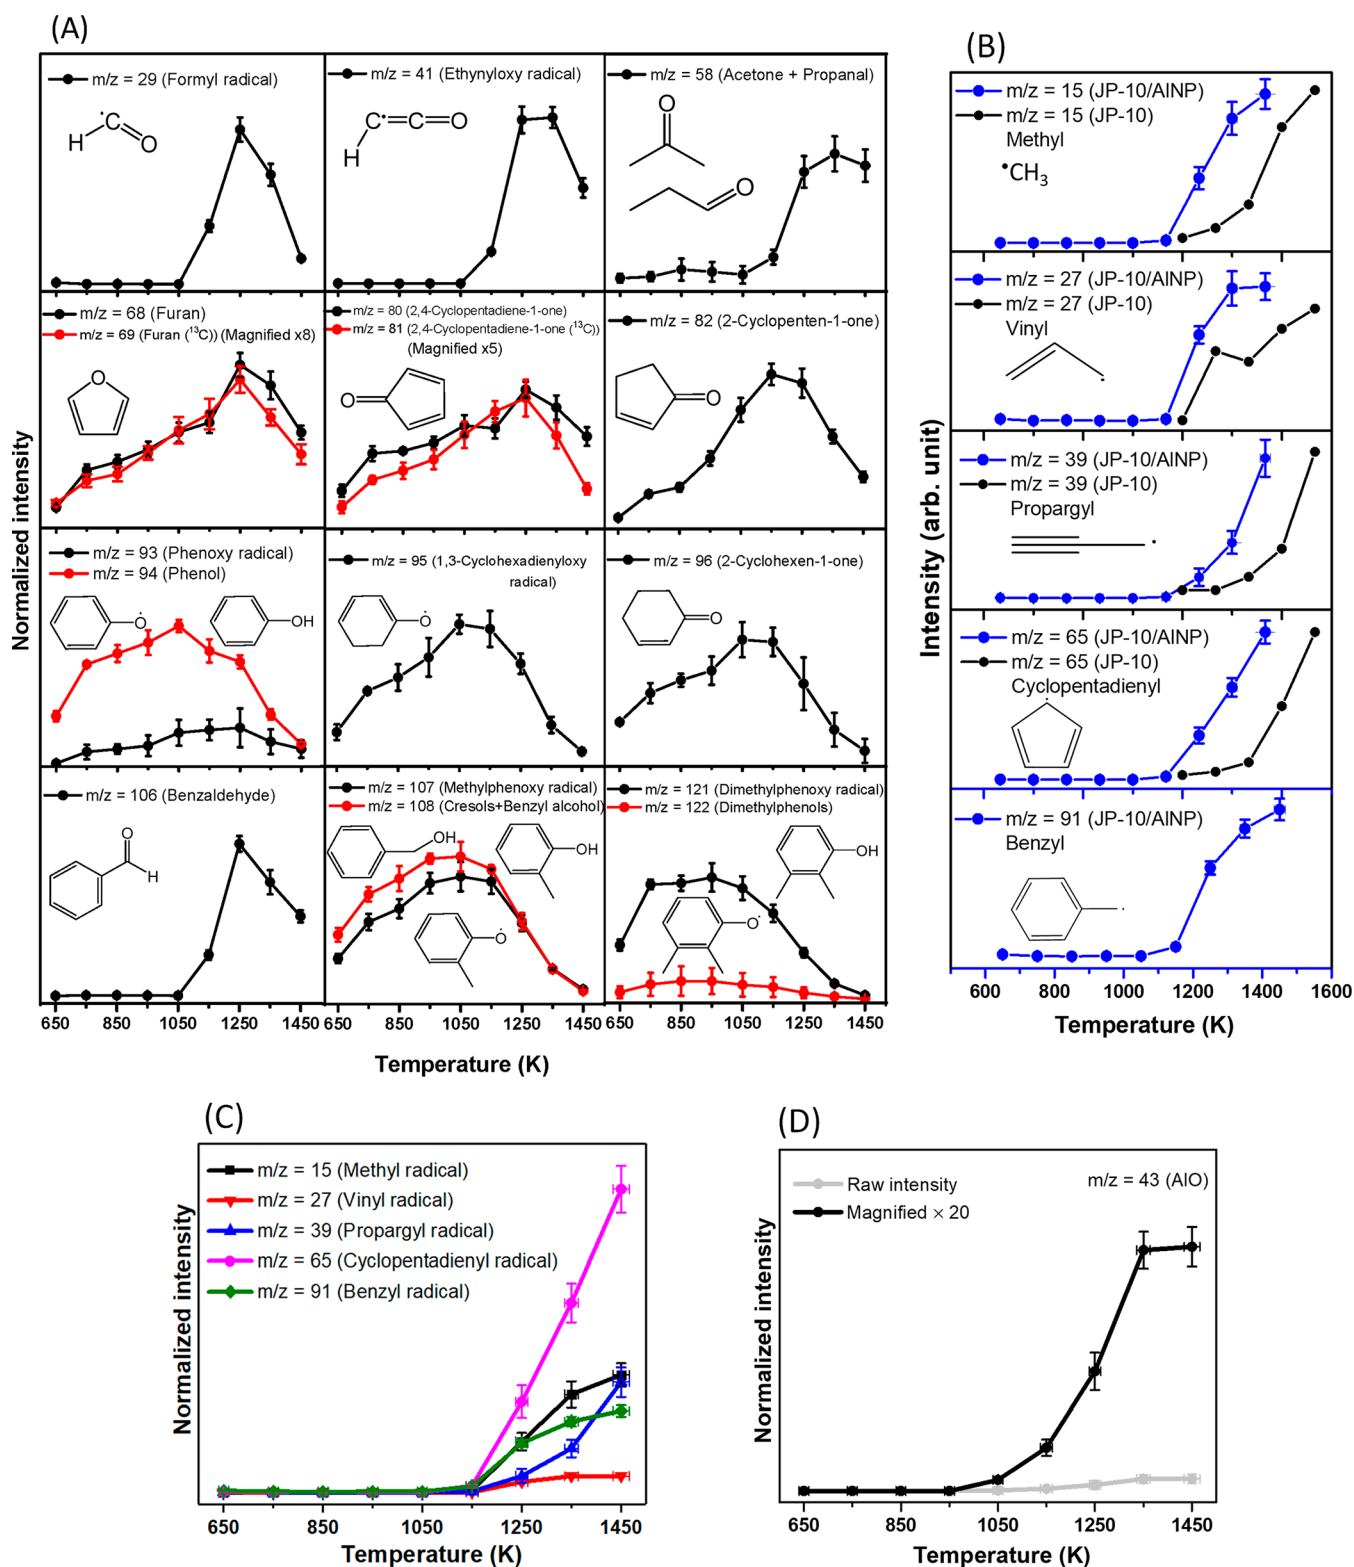 (A)
m/z = 29 (Formyl radical)
H
Ċ
O
m/z = 41 (Ethynyloxy radical)
Ċ
C
O
H
m/z = 58 (Acetone + Propanal)
O
O
m/z = 68 (Furan)
m/z = 69 (Furan (¹³C)) (Magnified x8)
O
m/z = 80 (2,4-Cyclopentadiene-1-one)
m/z = 81 (2,4-Cyclopentadiene-1-one (¹³C))
(Magnified x5)
O
m/z = 82 (2-Cyclopenten-1-one)
O
m/z = 93 (Phenoxy radical)
m/z = 94 (Phenol)
Ȯ
OH
m/z = 95 (1,3-Cyclohexadienyloxy
radical)
Ȯ
m/z = 96 (2-Cyclohexen-1-one)
O
m/z = 106 (Benzaldehyde)
O
H
m/z = 107 (Methylphenoxy radical)
m/z = 108 (Cresols+Benzyl alcohol)
OH
OH
Ȯ
m/z = 121 (Dimethylphenoxy radical)
m/z = 122 (Dimethylphenols)
OH
O•
Normalized intensity
650 850 1050 1250 1450
650 850 1050 1250 1450
650 850 1050 1250 1450
Temperature (K)
(B)
m/z = 15 (JP-10/AlNP)
m/z = 15 (JP-10)
Methyl
•CH₃
m/z = 27 (JP-10/AlNP)
m/z = 27 (JP-10)
Vinyl
m/z = 39 (JP-10/AlNP)
m/z = 39 (JP-10)
Propargyl
m/z = 65 (JP-10/AlNP)
m/z = 65 (JP-10)
Cyclopentadienyl
m/z = 91 (JP-10/AlNP)
Benzyl
Intensity (arb. unit)
600 800 1000 1200 1400 1600
Temperature (K)
(C)
m/z = 15 (Methyl radical)
m/z = 27 (Vinyl radical)
m/z = 39 (Propargyl radical)
m/z = 65 (Cyclopentadienyl radical)
m/z = 91 (Benzyl radical)
Normalized intensity
650 850 1050 1250 1450
Temperature (K)
(D)
Raw intensity
Magnified × 20
m/z = 43 (AlO)
Normalized intensity
650 850 1050 1250 1450
Temperature (K)